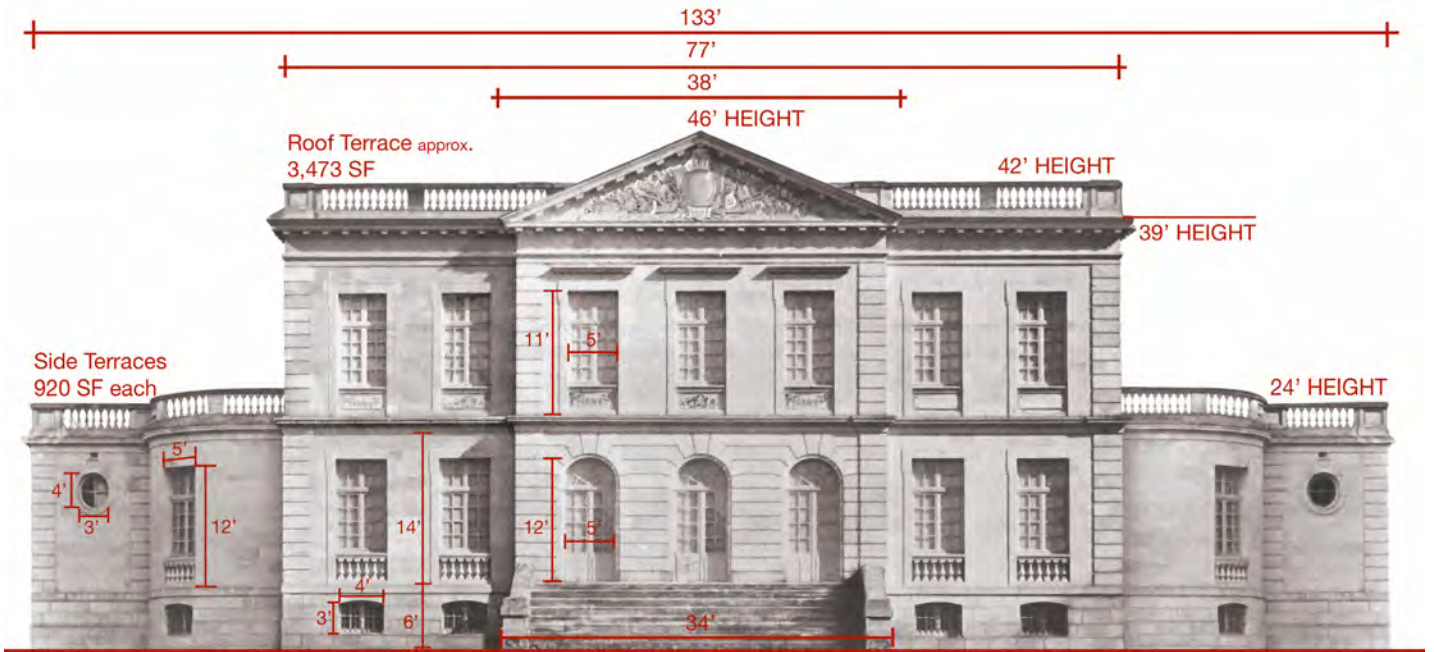 133'
77'
38'
46' HEIGHT
Roof Terrace approx.
3,473 SF
42' HEIGHT
39' HEIGHT
11'
5'
Side Terraces
920 SF each
24' HEIGHT
5'
4'
3'
12'
14'
12'
5'
4'
3'
6'
34'